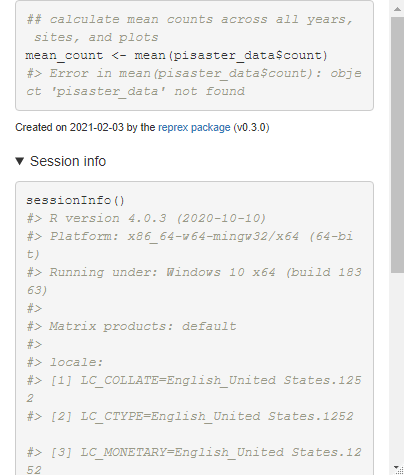 ## calculate mean counts across all years,
 sites, and plots
mean_count <- mean(pisaster_data$count)
#> Error in mean(pisaster_data$count): obje
ct 'pisaster_data' not found
Created on 2021-02-03 by the reprex package (v0.3.0)
▼ Session info
sessionInfo()
#> R version 4.0.3 (2020-10-10)
#> Platform: x86_64-w64-mingw32/x64 (64-bi
t)
#> Running under: Windows 10 x64 (build 183
63)
#>
#> Matrix products: default
#>
#> locale:
#> [1] LC_COLLATE=English_United States.125
2
#> [2] LC_CTYPE=English_United States.1252
#> [3] LC_MONETARY=English_United States.12
52